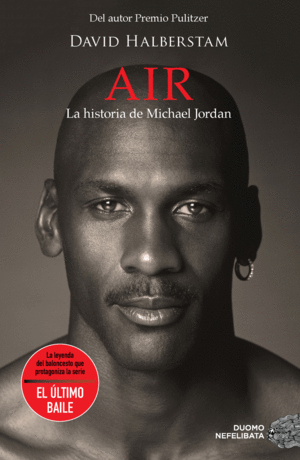 Del autor Premio Pulitzer
DAVID HALBERSTAM
AIR
La historia de Michael Jordan
La leyenda
del baloncesto que
protagoniza la serie
EL ÚLTIMO
BAILE
DUOMO
NEFELIBATA